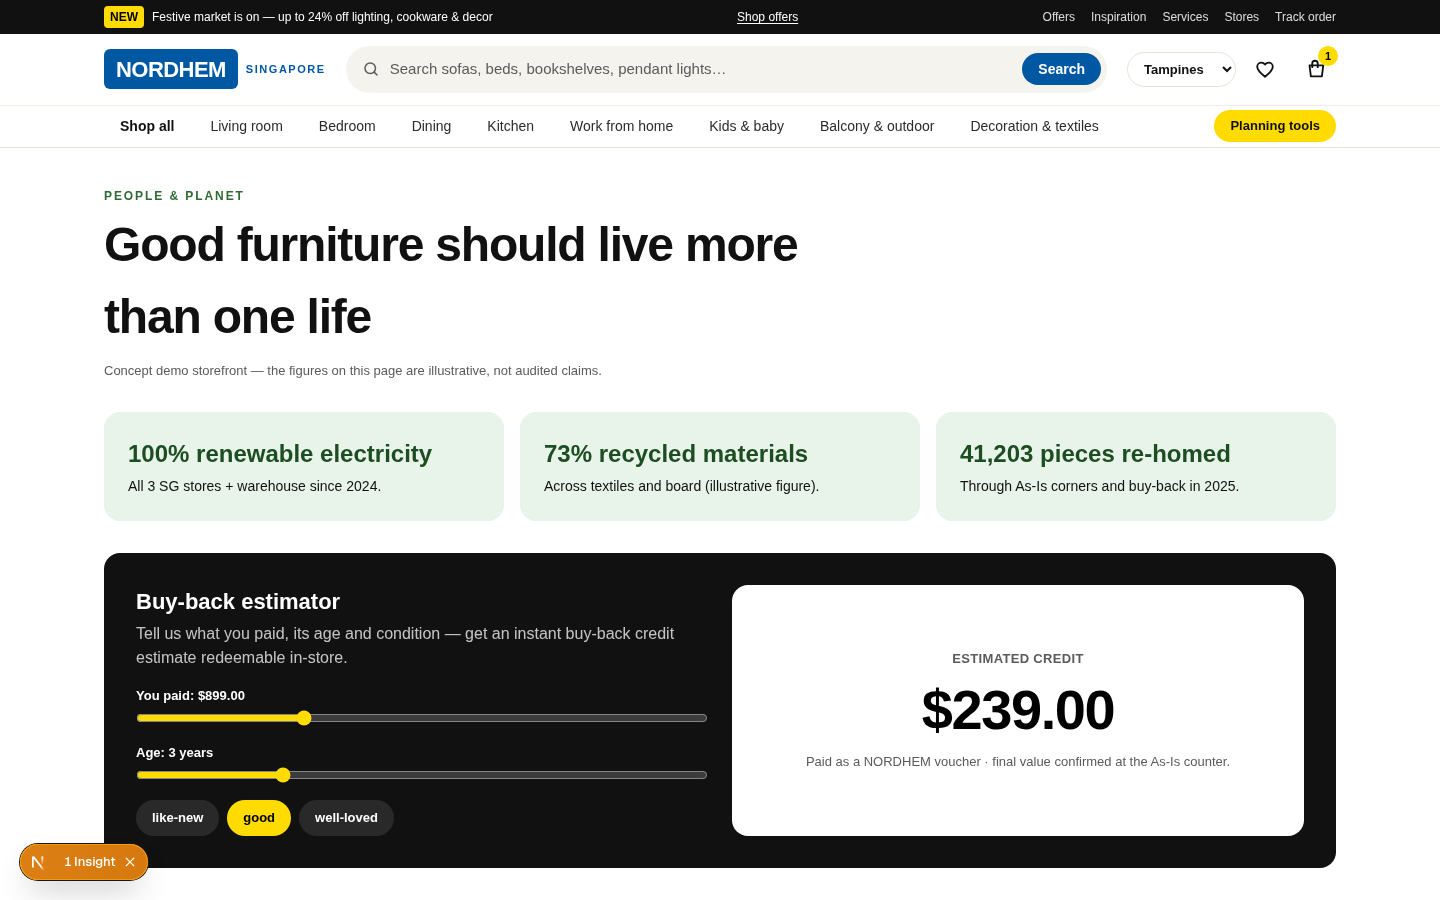 NEW Festive market is on — up to 24% off lighting, cookware & decor Shop offers Offers Inspiration Services Stores Track order
NORDHEM SINGAPORE Search sofas, beds, bookshelves, pendant lights… Search Tampines 1
Shop all Living room Bedroom Dining Kitchen Work from home Kids & baby Balcony & outdoor Decoration & textiles Planning tools
PEOPLE & PLANET
Good furniture should live more
than one life
Concept demo storefront — the figures on this page are illustrative, not audited claims.
100% renewable electricity
All 3 SG stores + warehouse since 2024.
73% recycled materials
Across textiles and board (illustrative figure).
41,203 pieces re-homed
Through As-Is corners and buy-back in 2025.
Buy-back estimator
Tell us what you paid, its age and condition — get an instant buy-back credit
estimate redeemable in-store.
You paid: $899.00
Age: 3 years
like-new good well-loved
ESTIMATED CREDIT
$239.00
Paid as a NORDHEM voucher · final value confirmed at the As-Is counter.
1 Insight